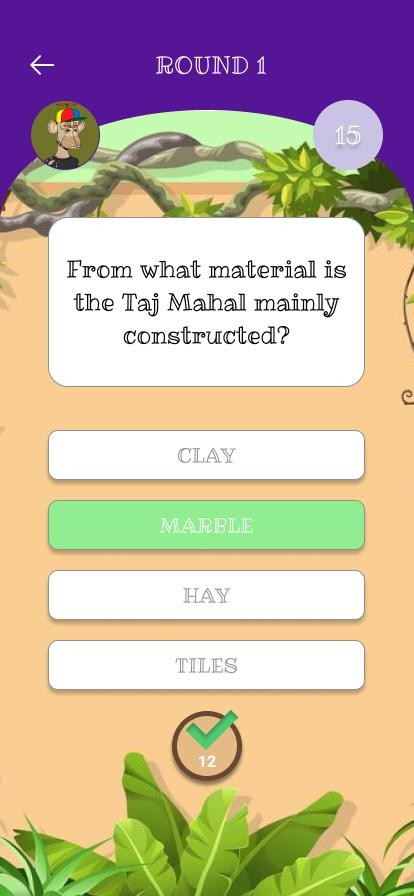 ROUND 1
15
From what material is
the Taj Mahal mainly
constructed?
CLAY
MARBLE
HAY
TILES
12